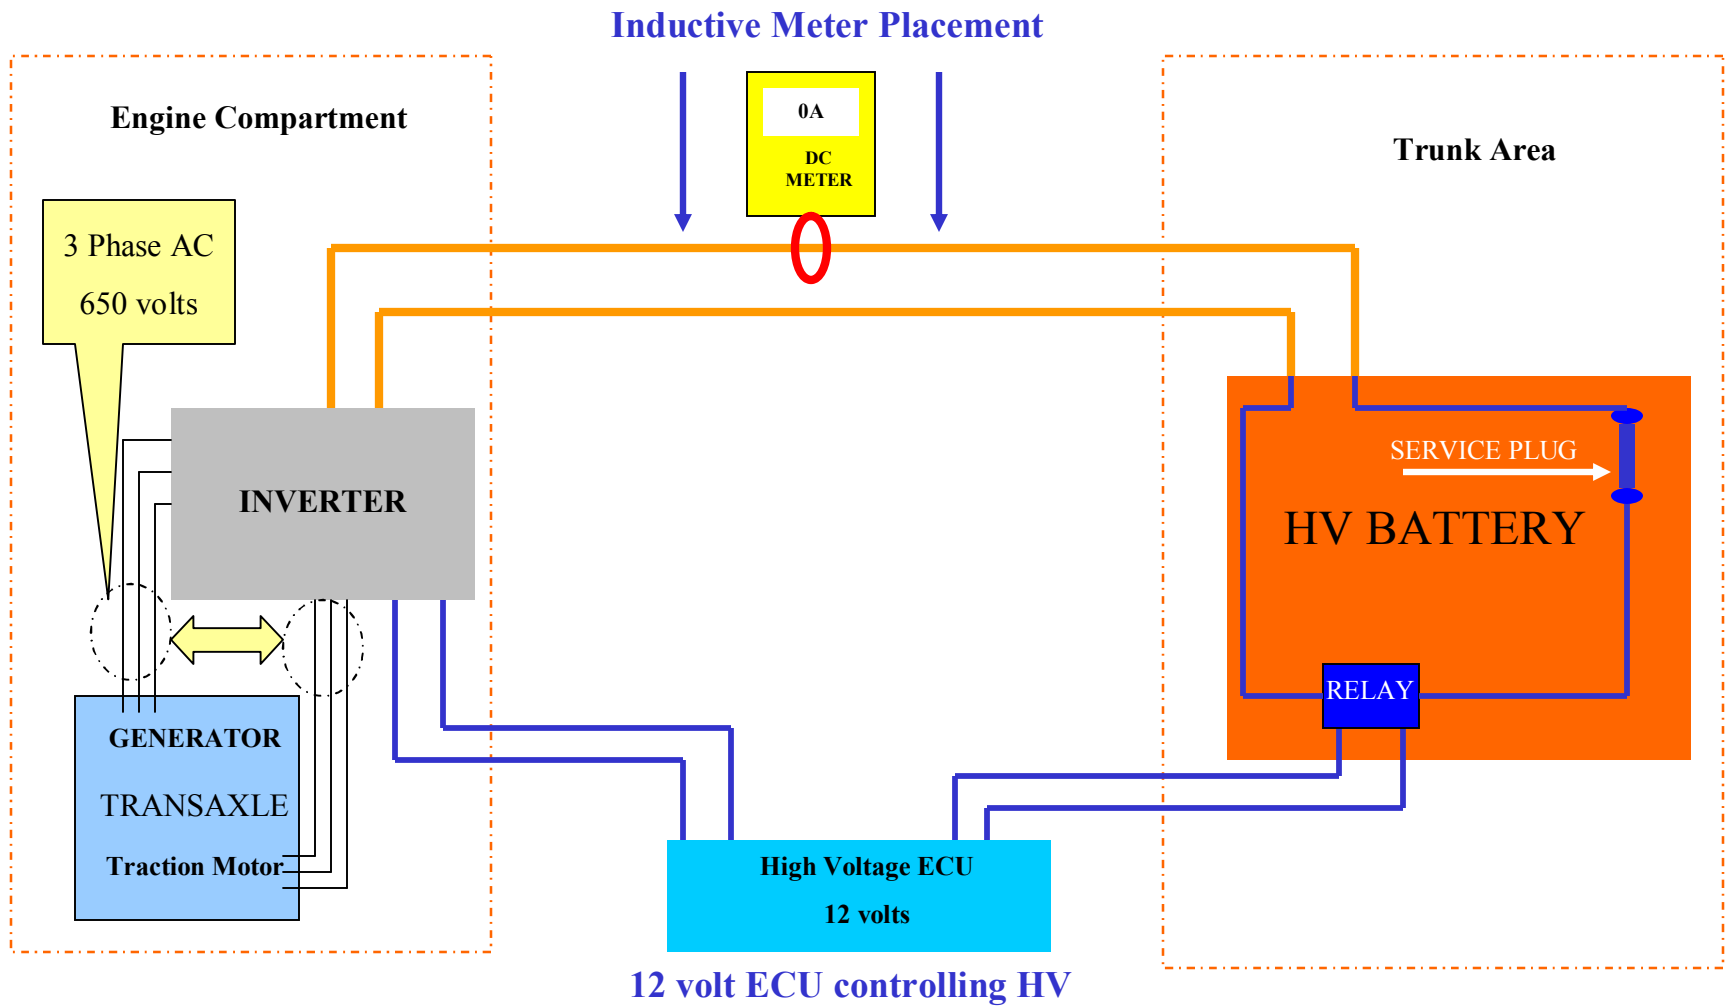 Inductive Meter Placement
Engine Compartment
0A
DC
METER
Trunk Area
3 Phase AC
650 volts
INVERTER
SERVICE PLUG
HV BATTERY
RELAY
GENERATOR
TRANSAXLE
Traction Motor
High Voltage ECU
12 volts
12 volt ECU controlling HV